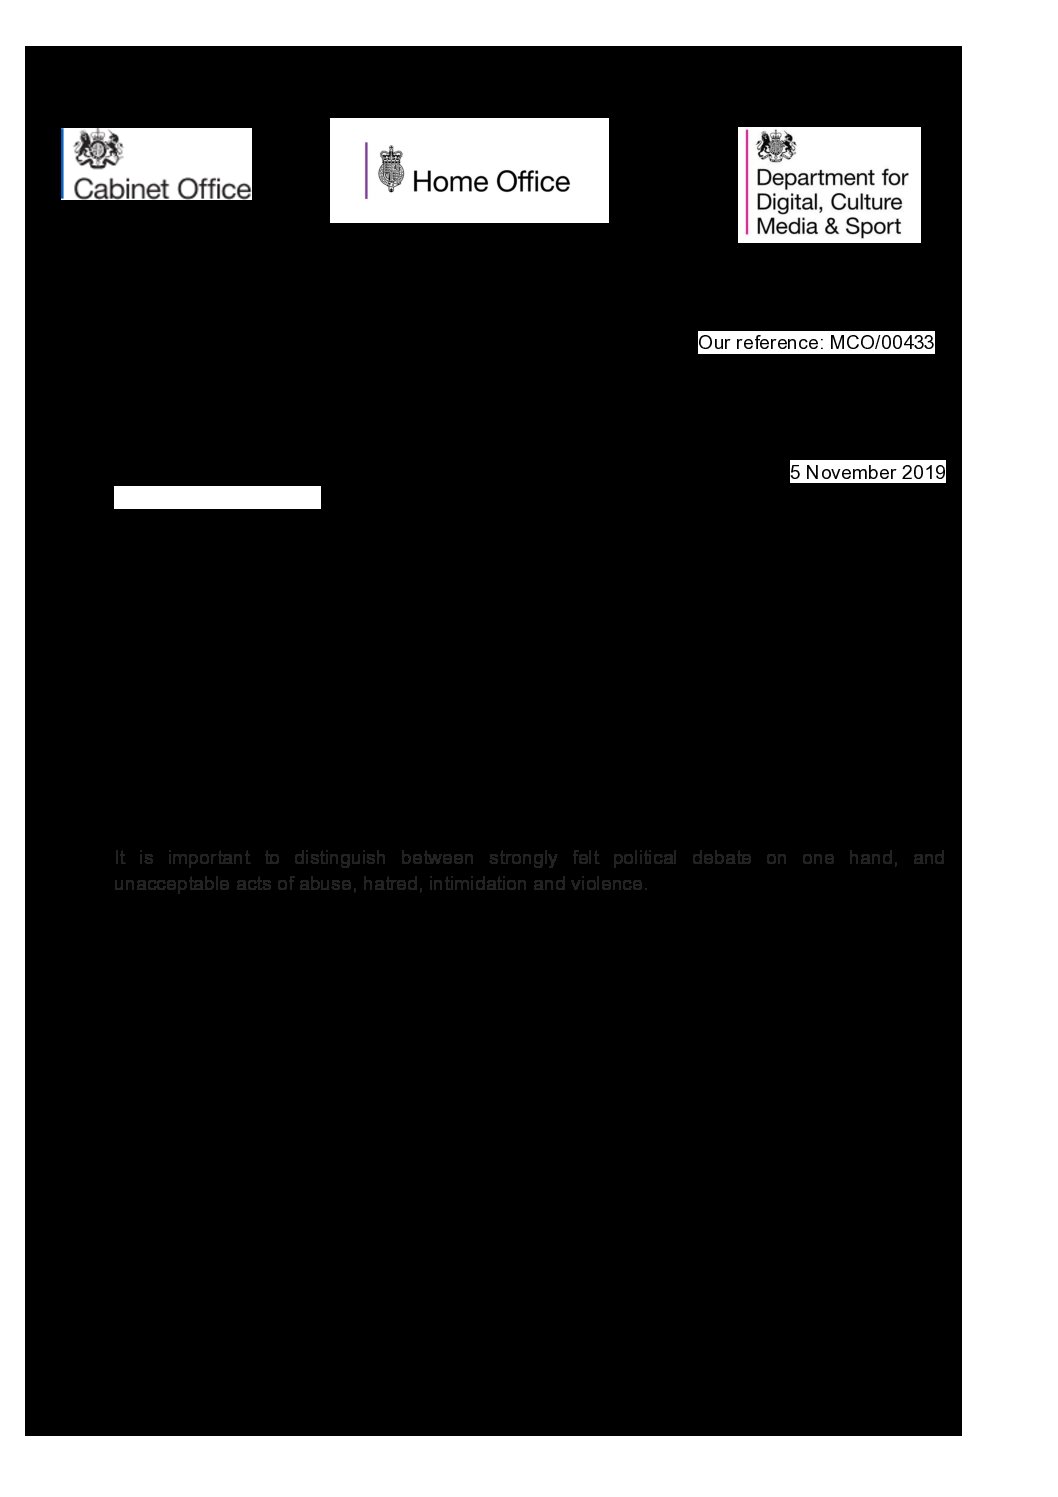 Cabinet Office
Home Office
Department for
Digital, Culture
Media & Sport
Our reference: MCO/00433
5 November 2019
It is important to distinguish between strongly felt political debate on one hand, and
unacceptable acts of abuse, hatred, intimidation and violence.